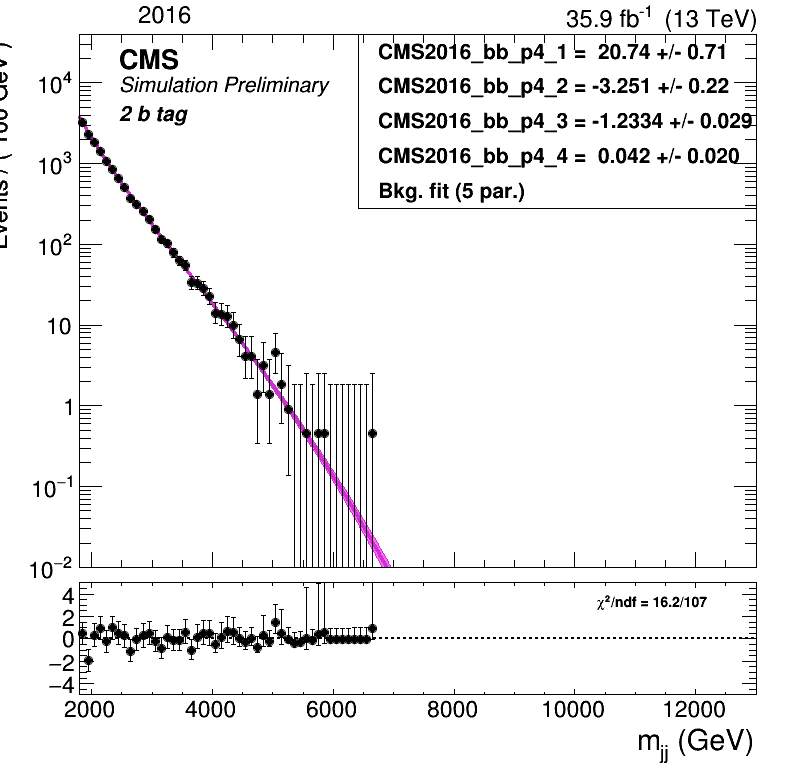 2016
35.9 fb⁻¹ (13 TeV)
CMS
Simulation Preliminary
2 b tag
CMS2016_bb_p4_1 = 20.74 +/- 0.71
CMS2016_bb_p4_2 = -3.251 +/- 0.22
CMS2016_bb_p4_3 = -1.2334 +/- 0.029
CMS2016_bb_p4_4 = 0.042 +/- 0.020
Bkg. fit (5 par.)
Events / ( 100 GeV )
10⁴
10³
10²
10
1
10⁻¹
10⁻²
χ²/ndf = 16.2/107
4
2
0
−2
−4
2000 4000 6000 8000 10000 12000
m_jj (GeV)